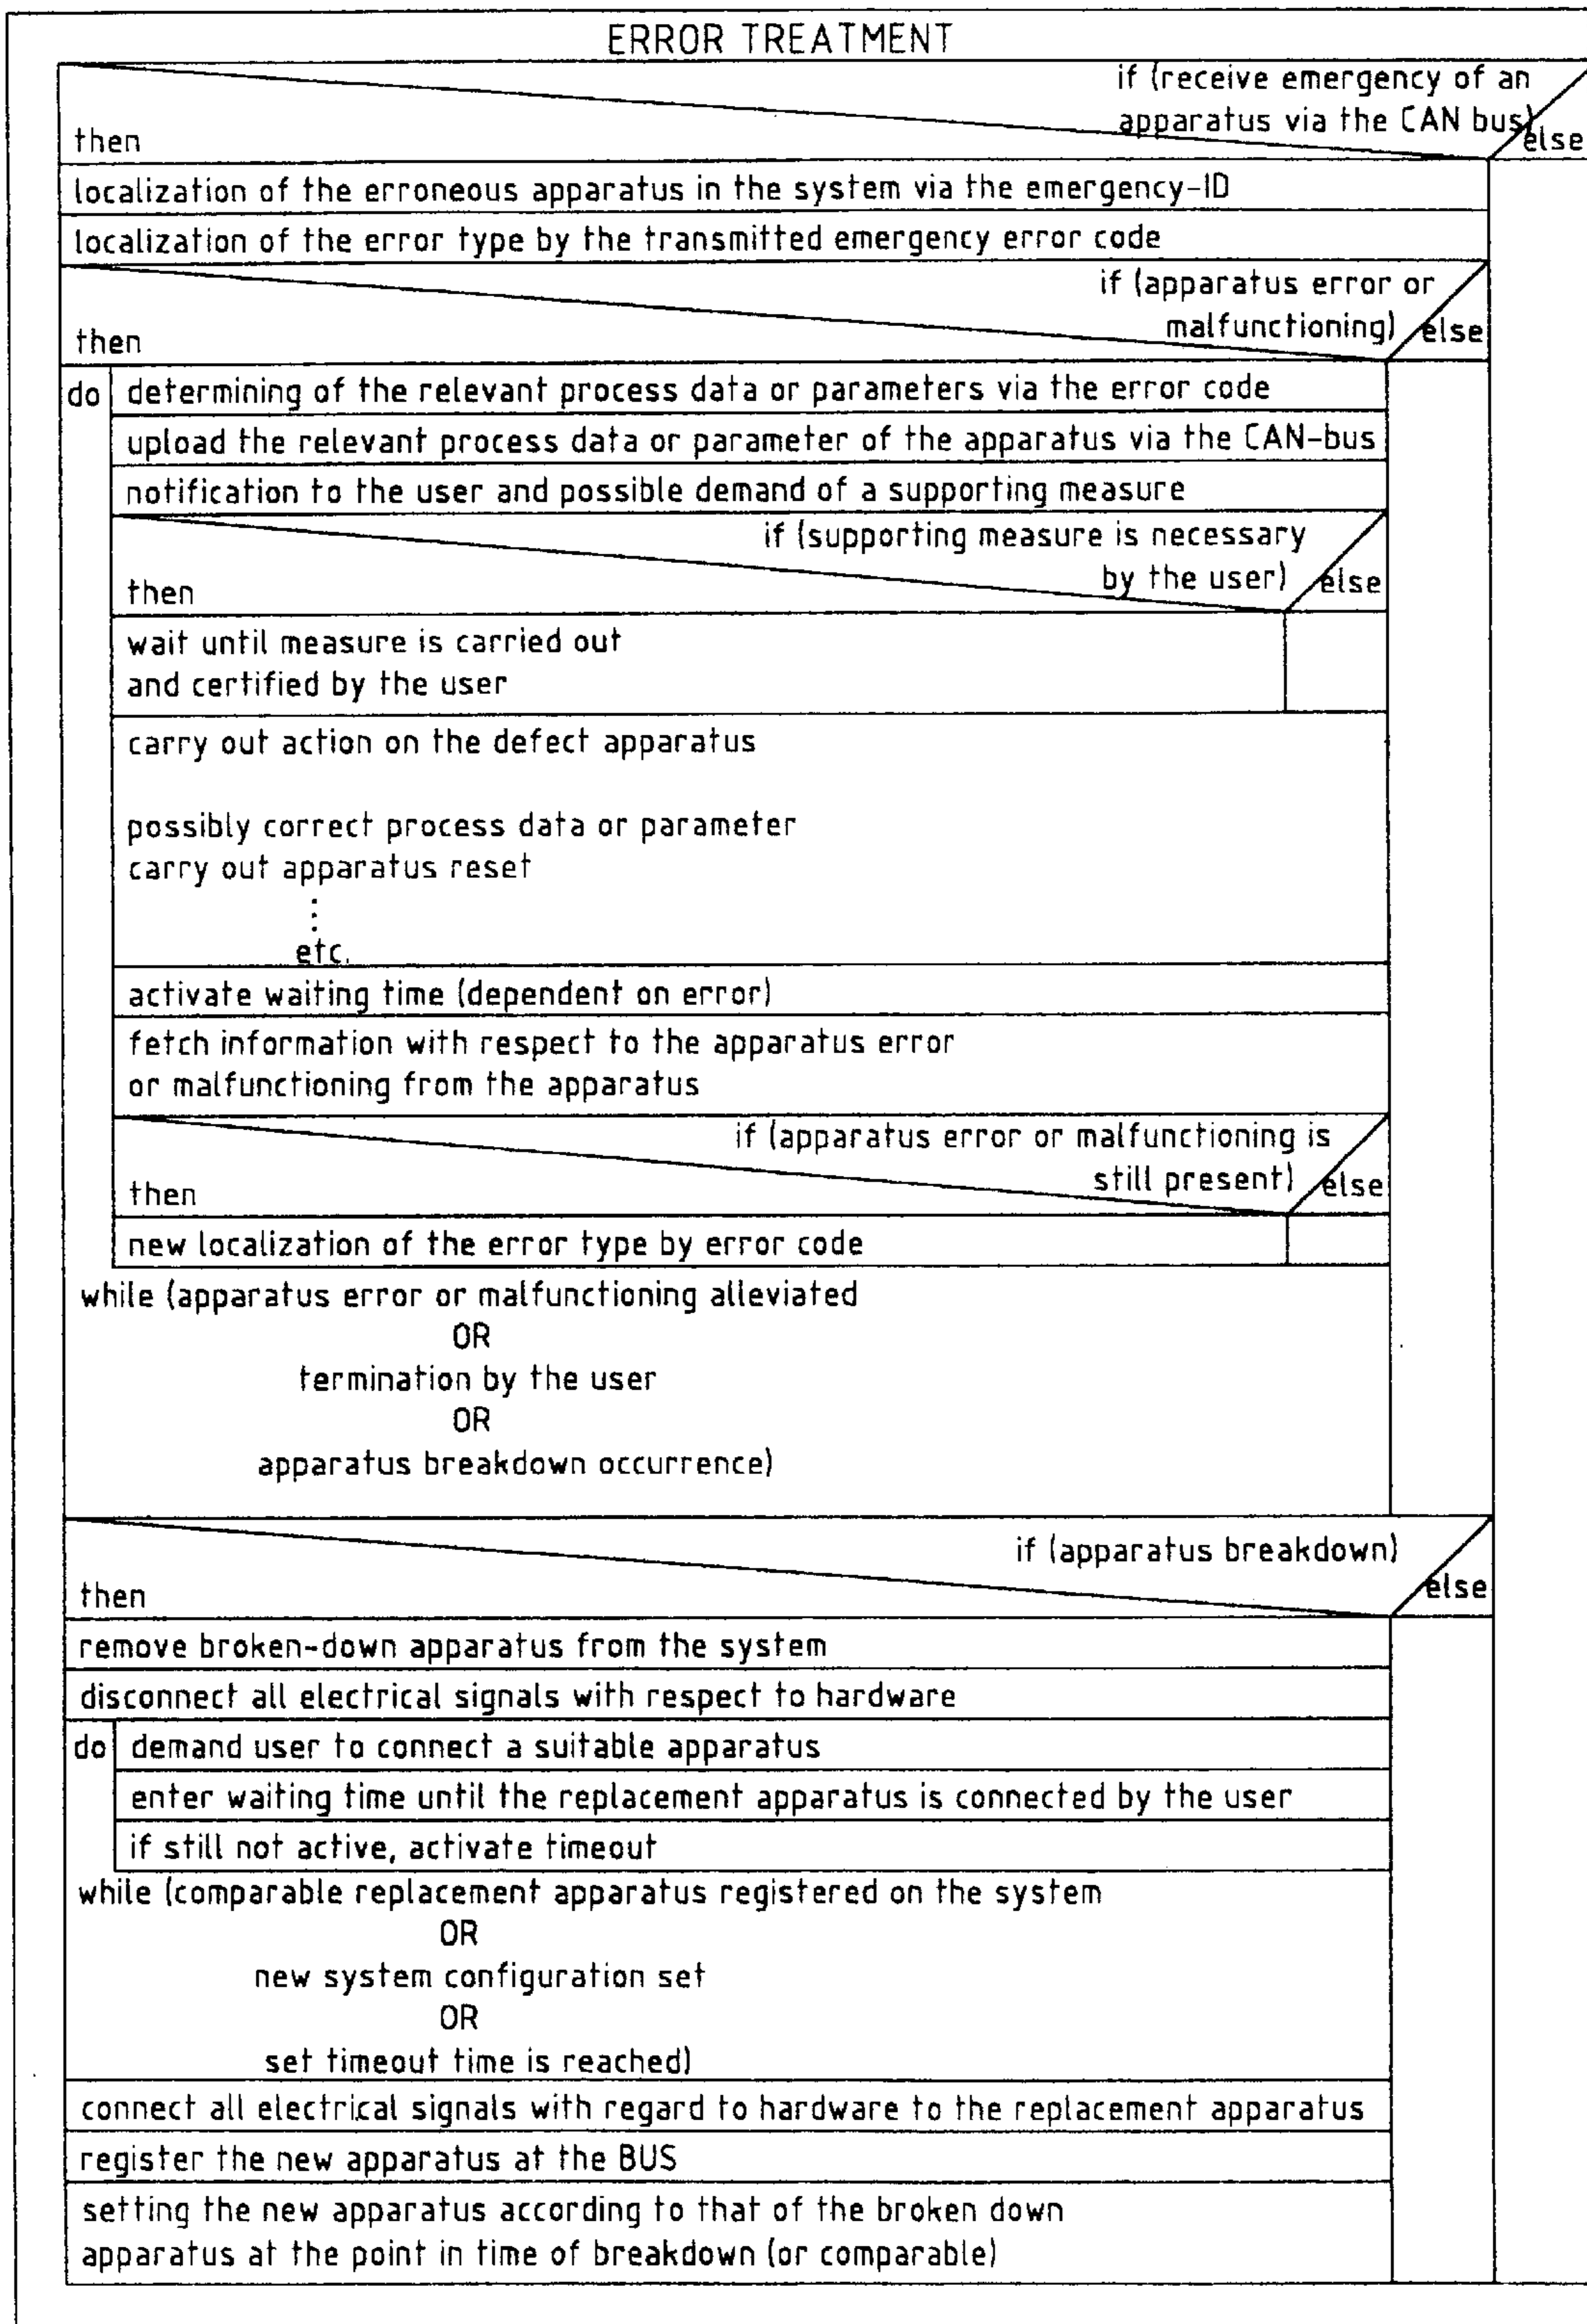 ERROR TREATMENT
if (receive emergency of an
apparatus via the CAN bus)
then
else
localization of the erroneous apparatus in the system via the emergency-ID
localization of the error type by the transmitted emergency error code
if (apparatus error or
malfunctioning)
then
else
do
determining of the relevant process data or parameters via the error code
upload the relevant process data or parameter of the apparatus via the CAN-bus
notification to the user and possible demand of a supporting measure
if (supporting measure is necessary
by the user)
then
else
wait until measure is carried out
and certified by the user
carry out action on the defect apparatus
possibly correct process data or parameter
carry out apparatus reset
⋮
etc.
activate waiting time (dependent on error)
fetch information with respect to the apparatus error
or malfunctioning from the apparatus
if (apparatus error or malfunctioning is
still present)
then
else
new localization of the error type by error code
while (apparatus error or malfunctioning alleviated
OR
termination by the user
OR
apparatus breakdown occurrence)
if (apparatus breakdown)
then
else
remove broken-down apparatus from the system
disconnect all electrical signals with respect to hardware
do
demand user to connect a suitable apparatus
enter waiting time until the replacement apparatus is connected by the user
if still not active, activate timeout
while (comparable replacement apparatus registered on the system
OR
new system configuration set
OR
set timeout time is reached)
connect all electrical signals with regard to hardware to the replacement apparatus
register the new apparatus at the BUS
setting the new apparatus according to that of the broken down
apparatus at the point in time of breakdown (or comparable)